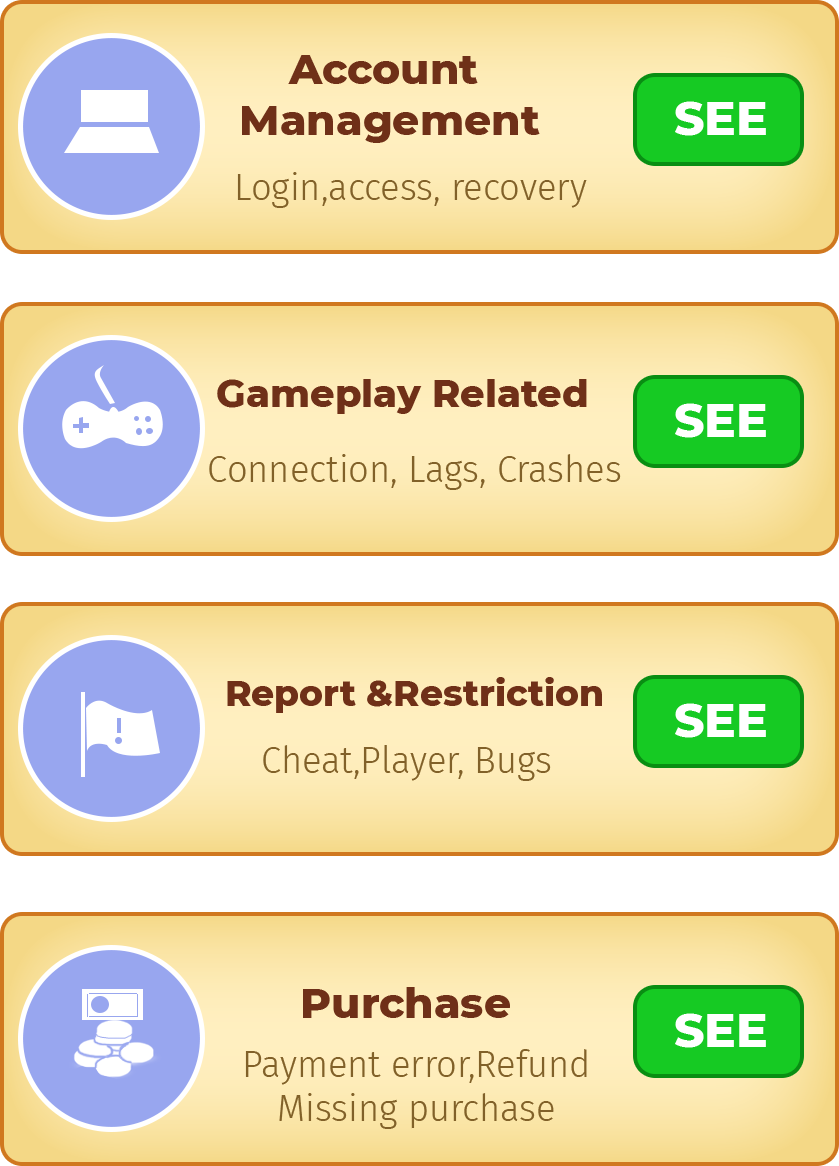 Account
Management
Login,access, recovery
SEE
Gameplay Related
Connection, Lags, Crashes
SEE
Report &Restriction
Cheat,Player, Bugs
SEE
Purchase
Payment error,Refund
Missing purchase
SEE